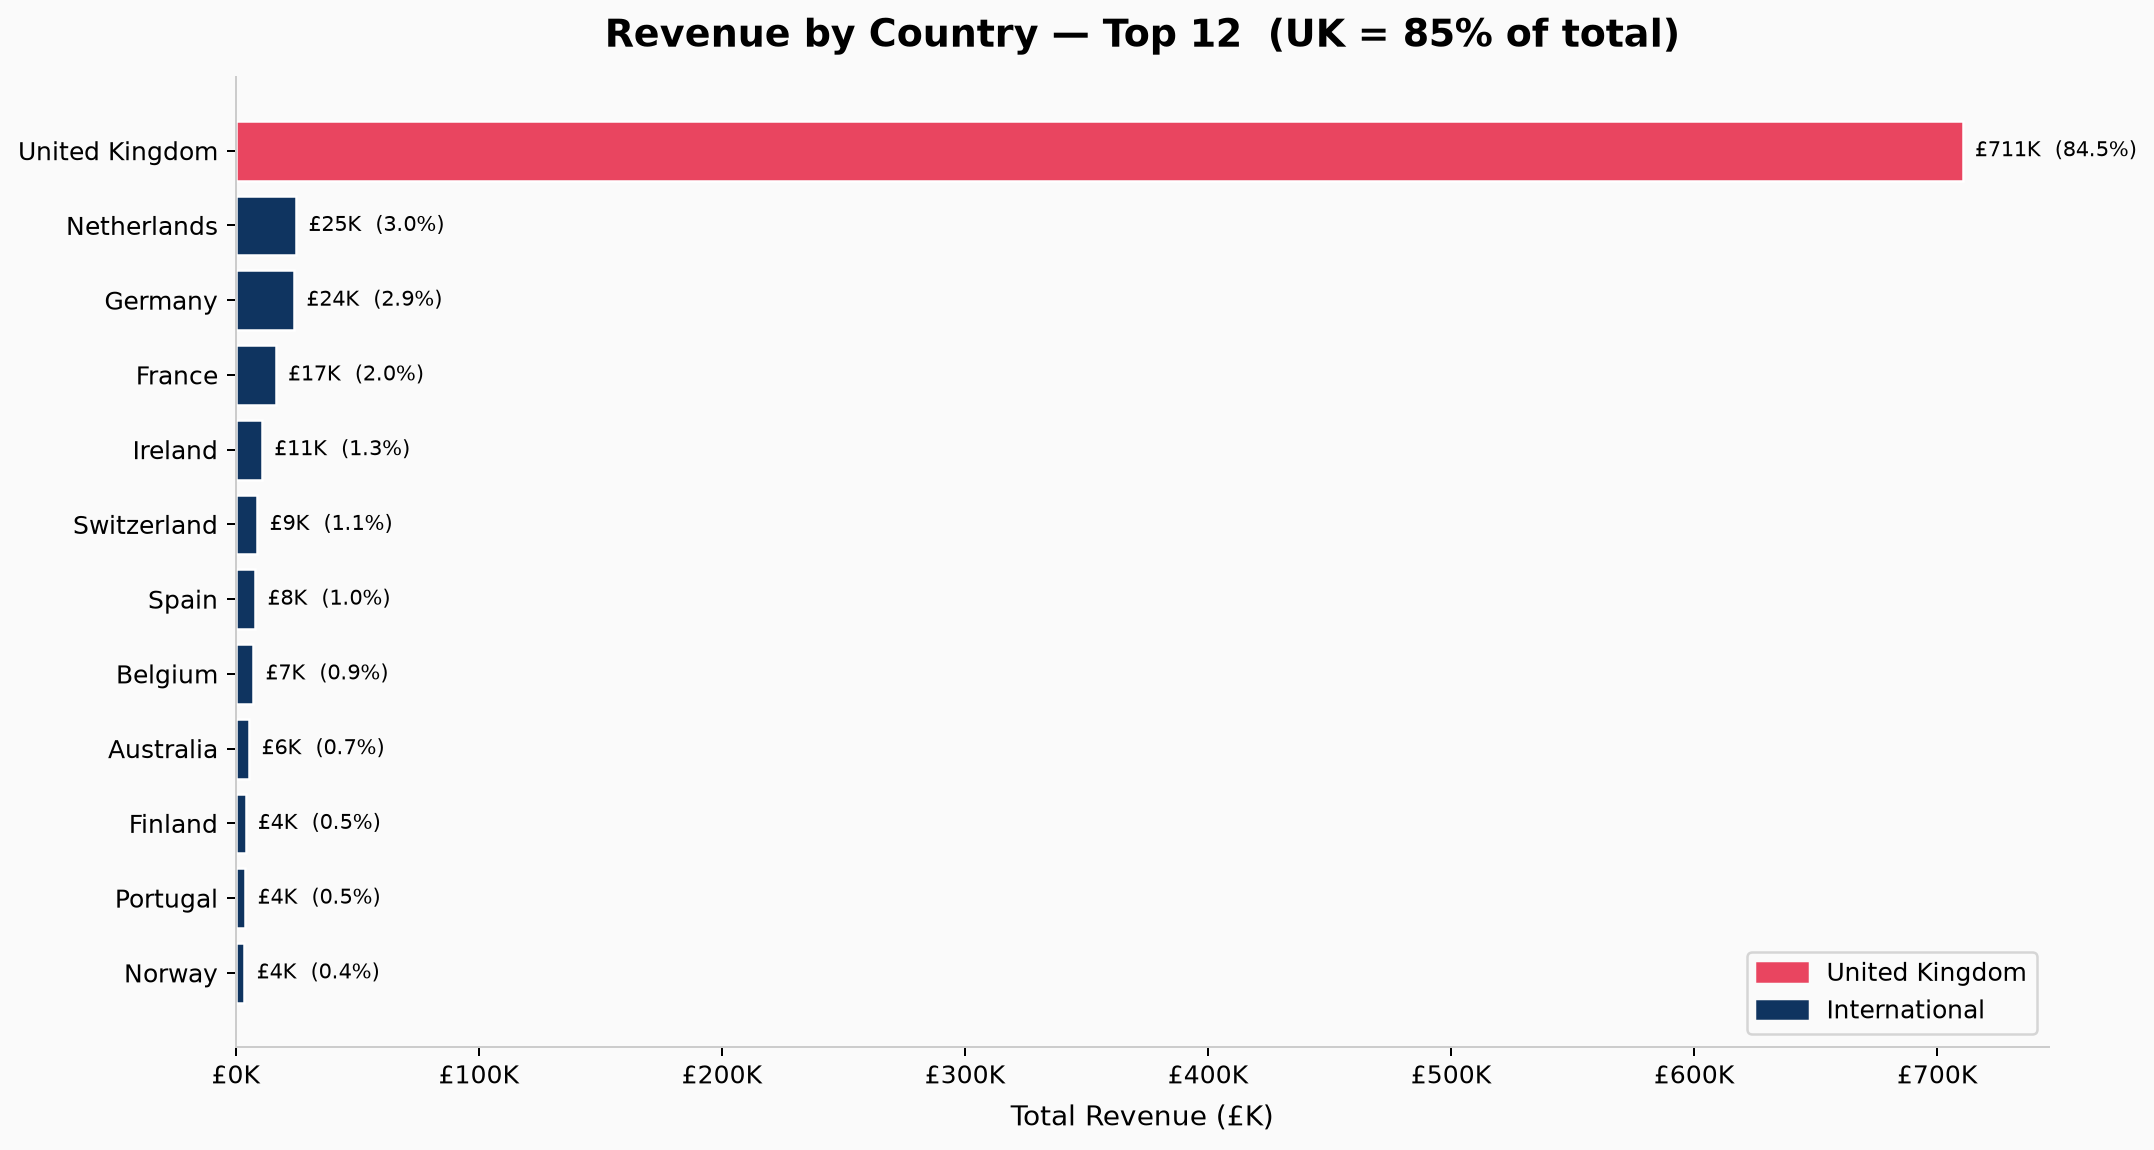 Revenue by Country — Top 12  (UK = 85% of total)
United Kingdom £711K  (84.5%)
Netherlands £25K  (3.0%)
Germany £24K  (2.9%)
France £17K  (2.0%)
Ireland £11K  (1.3%)
Switzerland £9K  (1.1%)
Spain £8K  (1.0%)
Belgium £7K  (0.9%)
Australia £6K  (0.7%)
Finland £4K  (0.5%)
Portugal £4K  (0.5%)
Norway £4K  (0.4%)
United Kingdom
International
£0K £100K £200K £300K £400K £500K £600K £700K
Total Revenue (£K)